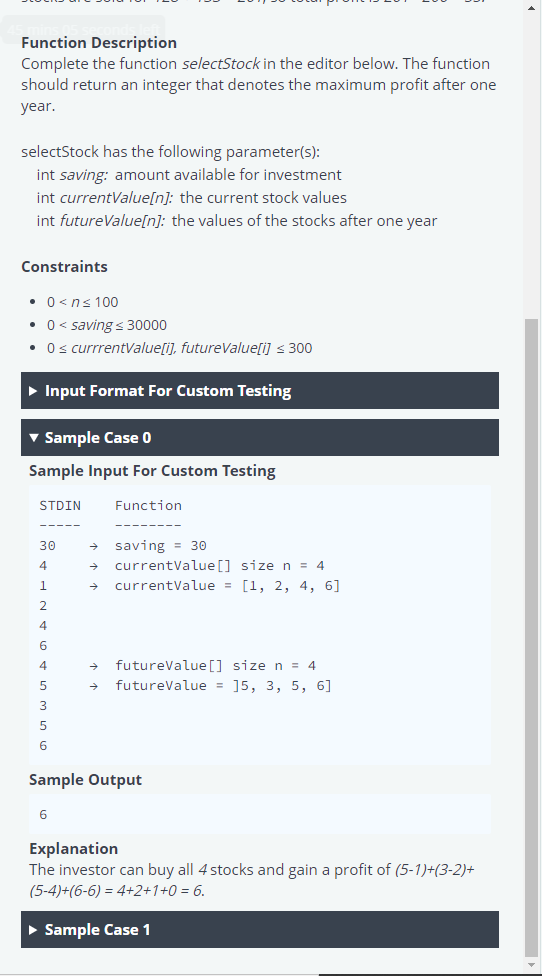 Function Description
Complete the function selectStock in the editor below. The function
should return an integer that denotes the maximum profit after one
year.
selectStock has the following parameter(s):
int saving: amount available for investment
int currentValue[n]: the current stock values
int futureValue[n]: the values of the stocks after one year
Constraints
• 0 < n ≤ 100
• 0 < saving ≤ 30000
• 0 ≤ currrentValue[i], futureValue[i] ≤ 300
▶ Input Format For Custom Testing
▼ Sample Case 0
Sample Input For Custom Testing
STDIN Function
----- --------
30 → saving = 30
4 → currentValue[] size n = 4
1 → currentValue = [1, 2, 4, 6]
2
4
6
4 → futureValue[] size n = 4
5 → futureValue = ]5, 3, 5, 6]
3
5
6
Sample Output
6
Explanation
The investor can buy all 4 stocks and gain a profit of (5-1)+(3-2)+
(5-4)+(6-6) = 4+2+1+0 = 6.
▶ Sample Case 1